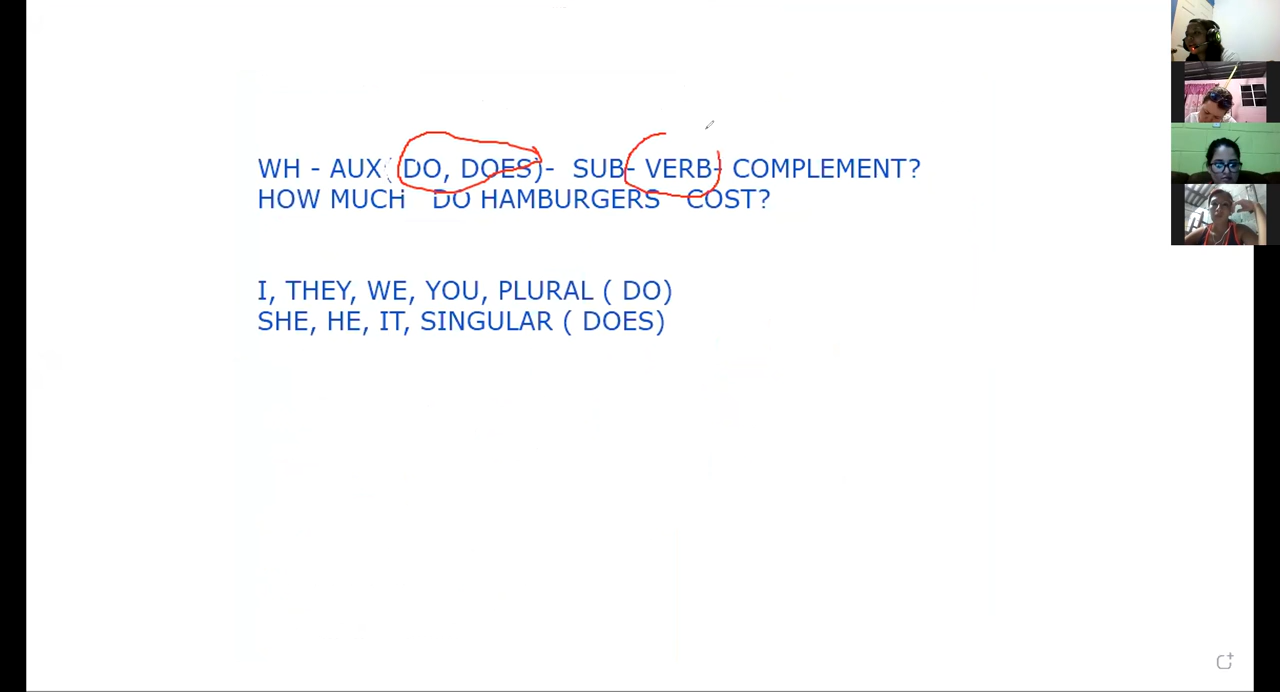 WH - AUX (DO, DOES)- SUB- VERB- COMPLEMENT?
HOW MUCH DO HAMBURGERS COST?
I, THEY, WE, YOU, PLURAL ( DO)
SHE, HE, IT, SINGULAR ( DOES)